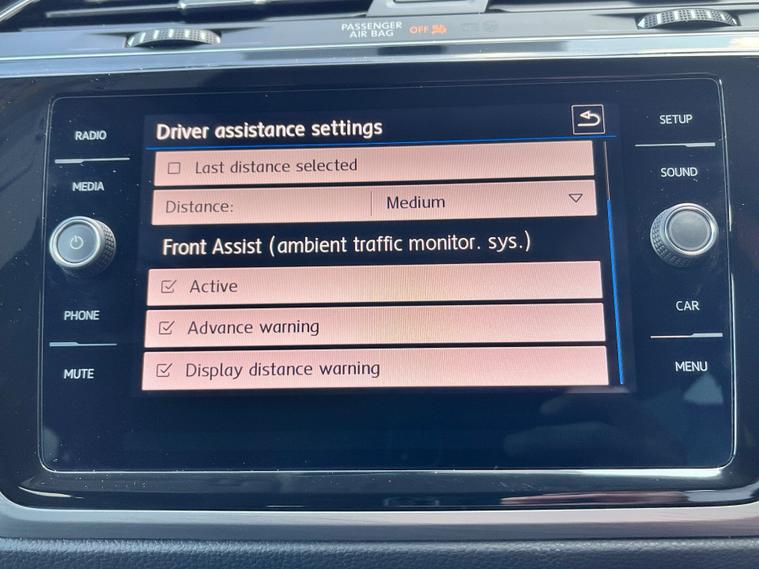 PASSENGER
AIR BAG
OFF
Driver assistance settings
Last distance selected
Distance: Medium
Front Assist (ambient traffic monitor. sys.)
Active
Advance warning
Display distance warning
RADIO
MEDIA
PHONE
MUTE
SETUP
SOUND
CAR
MENU